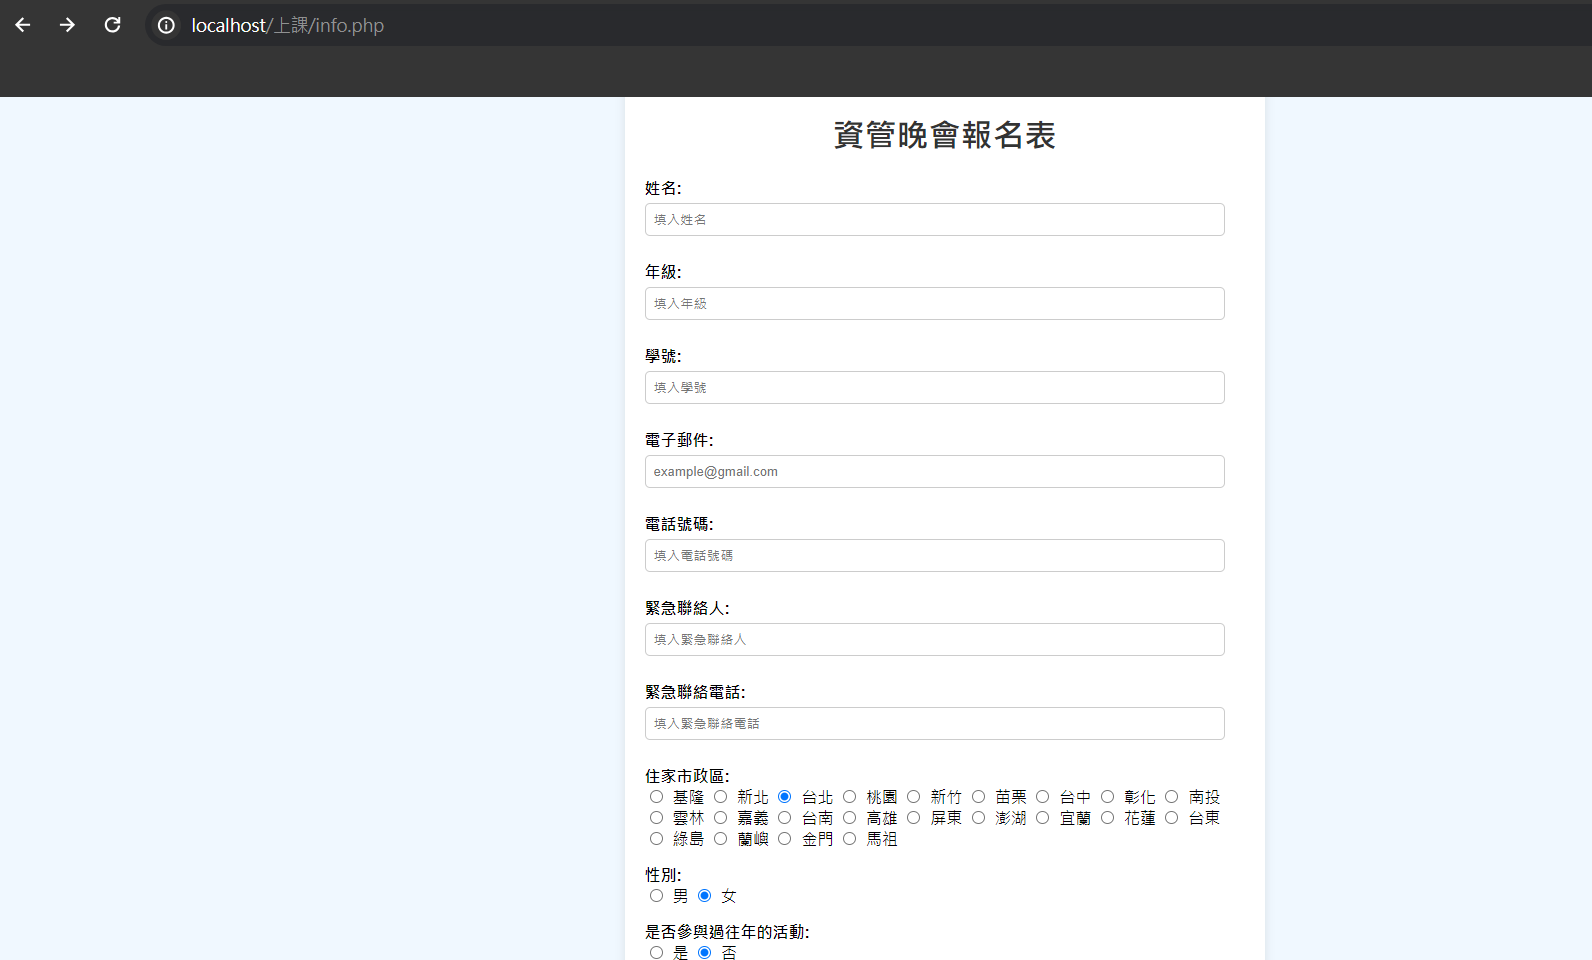 localhost/上課/info.php
資管晚會報名表
姓名:
填入姓名
年級:
填入年級
學號:
填入學號
電子郵件:
example@gmail.com
電話號碼:
填入電話號碼
緊急聯絡人:
填入緊急聯絡人
緊急聯絡電話:
填入緊急聯絡電話
住家市政區:
基隆 新北 台北 桃園 新竹 苗栗 台中 彰化 南投
雲林 嘉義 台南 高雄 屏東 澎湖 宜蘭 花蓮 台東
綠島 蘭嶼 金門 馬祖
性別:
男 女
是否參與過往年的活動:
是 否